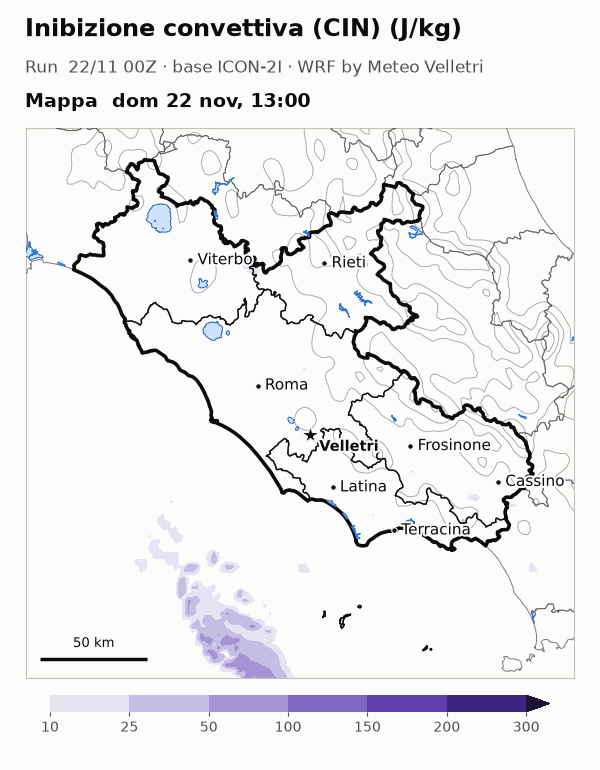 Inibizione convettiva (CIN) (J/kg)
Run  22/11 00Z · base ICON-2I · WRF by Meteo Velletri
Mappa  dom 22 nov, 13:00
Viterbo
Rieti
Roma
Velletri
Frosinone
Cassino
Latina
Terracina
50 km
10 25 50 100 150 200 300